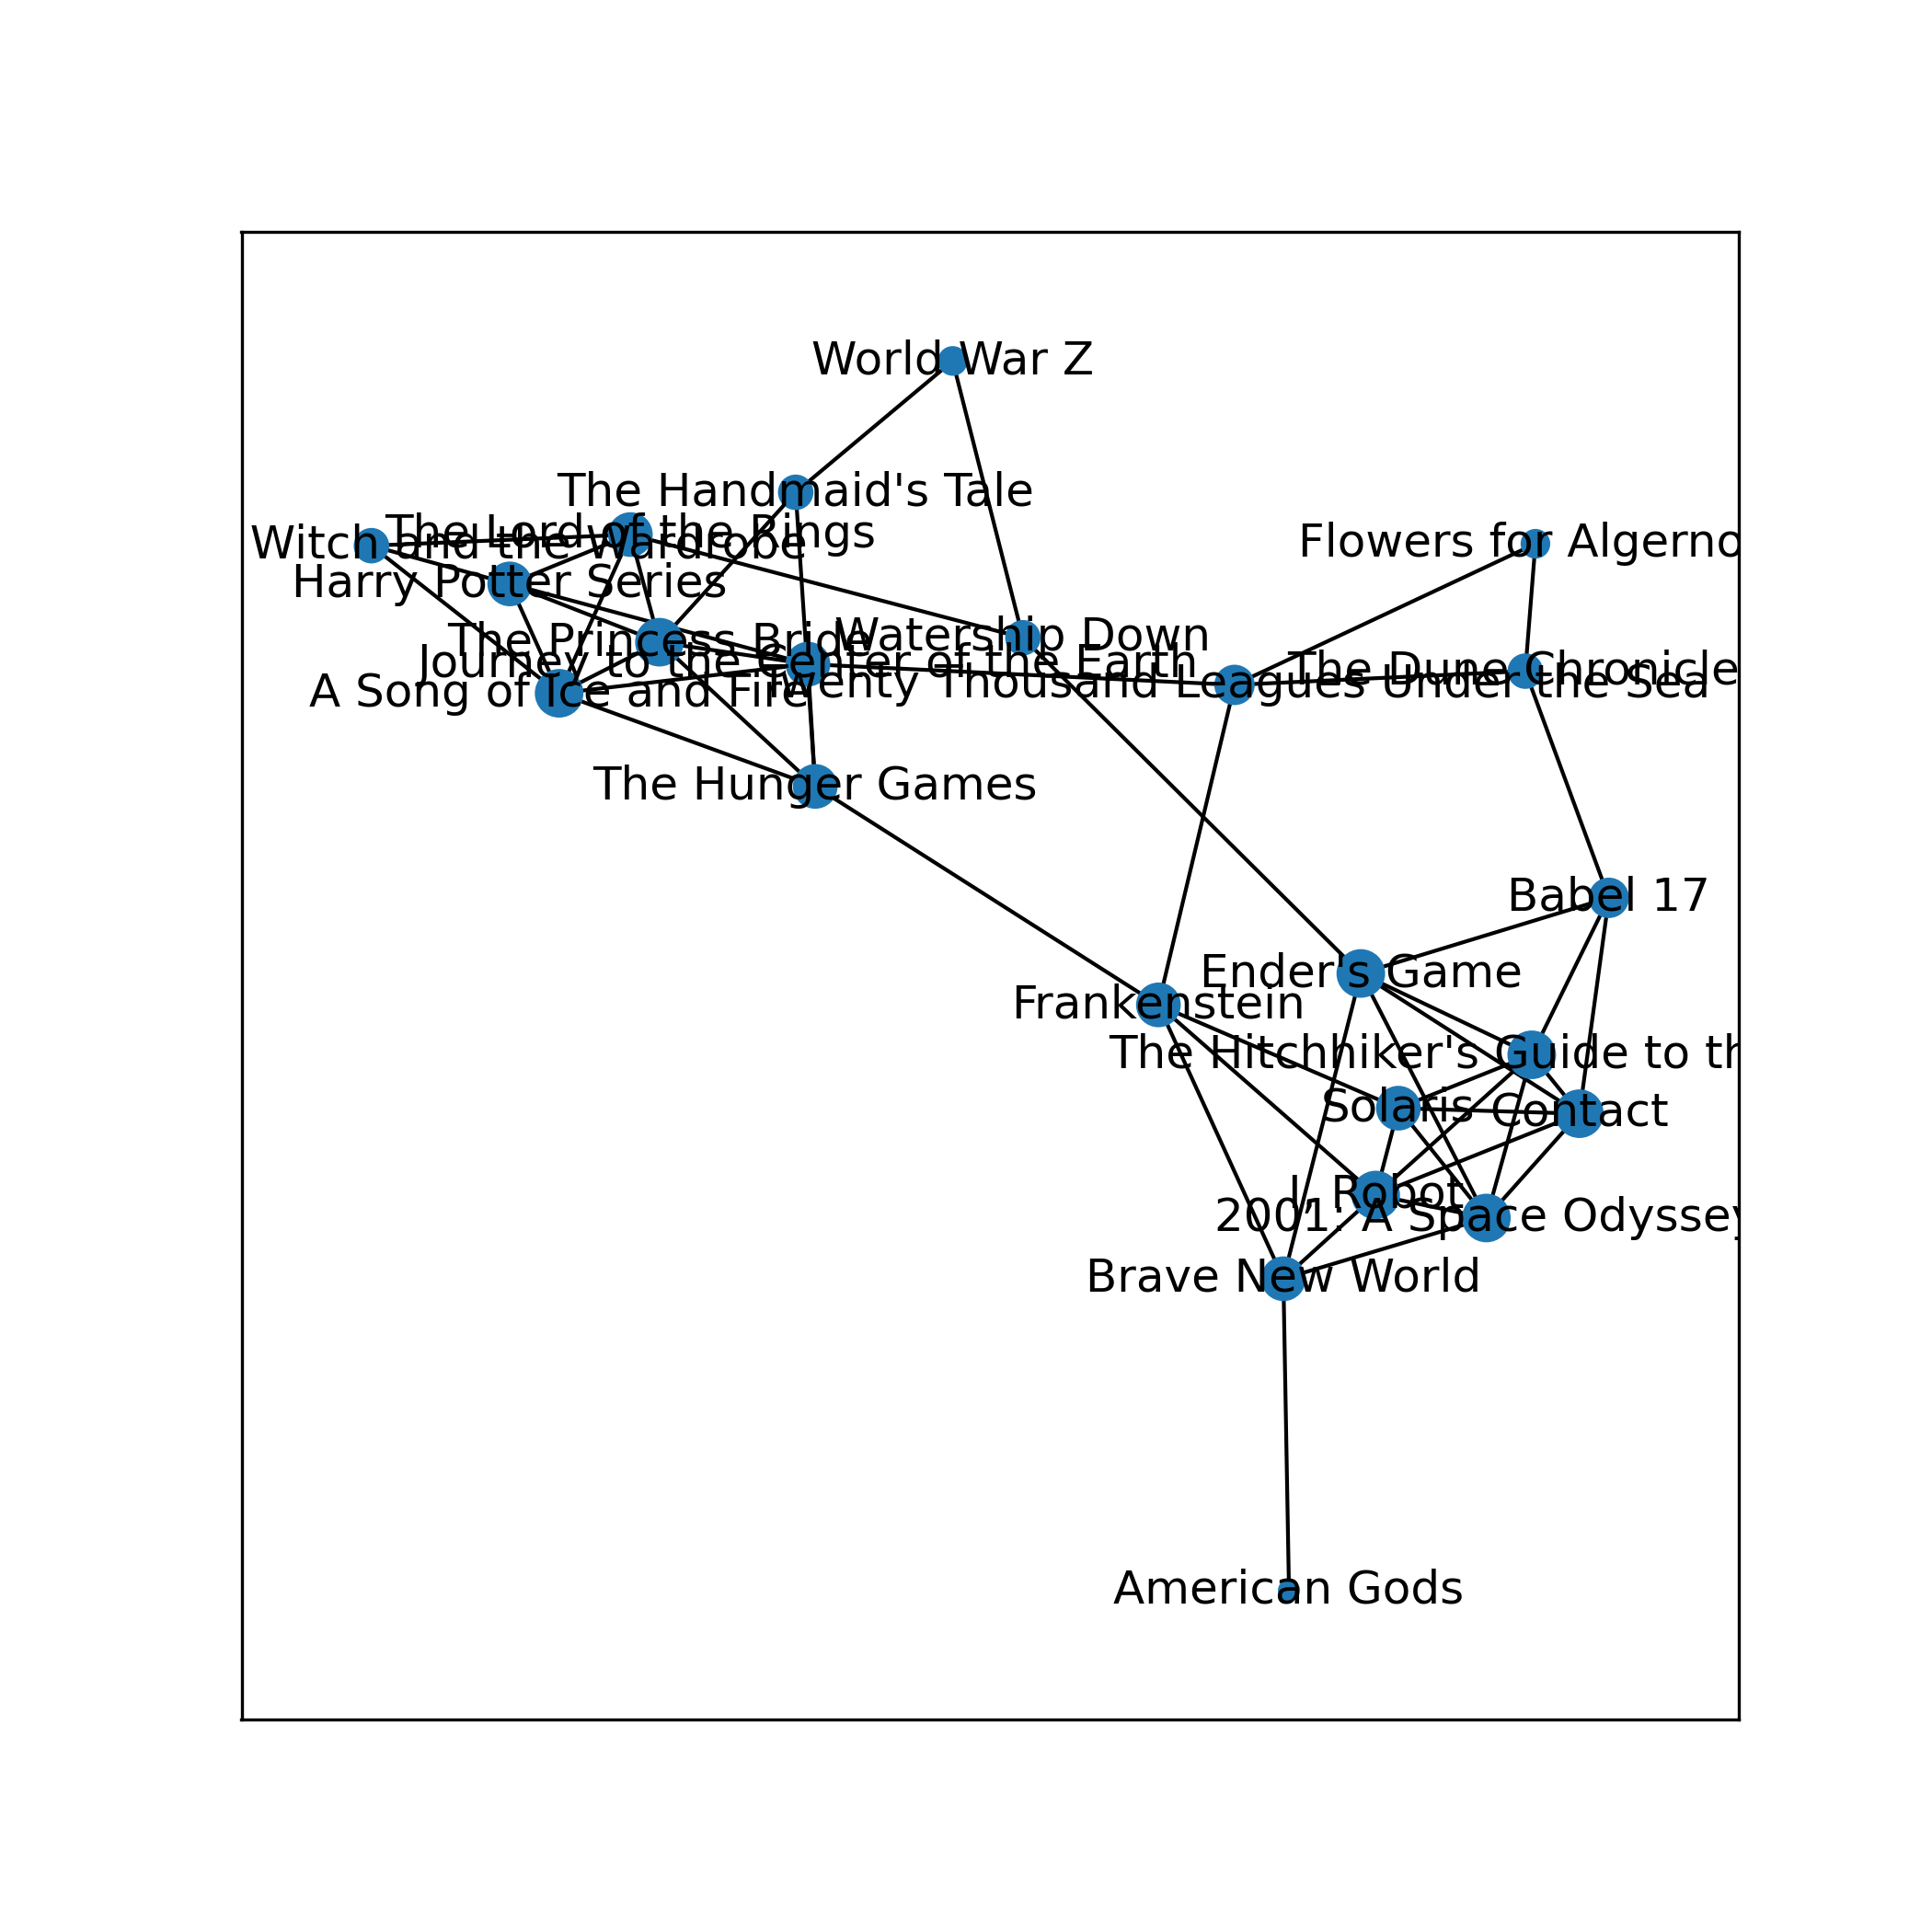 World War Z
The Handmaid's Tale
The Lord of the Rings
Witch and the Wardrobe
Flowers for Algerno
Harry Potter Series
The Princess Bride
Watership Down
Journey to the Center of the Earth
The Dune Chronicle
Twenty Thousand Leagues Under the Sea
A Song of Ice and Fire
The Hunger Games
Babel 17
Ender's Game
Frankenstein
The Hitchhiker's Guide to th
Solaris
Contact
I, Robot
2001: A Space Odyssey
Brave New World
American Gods